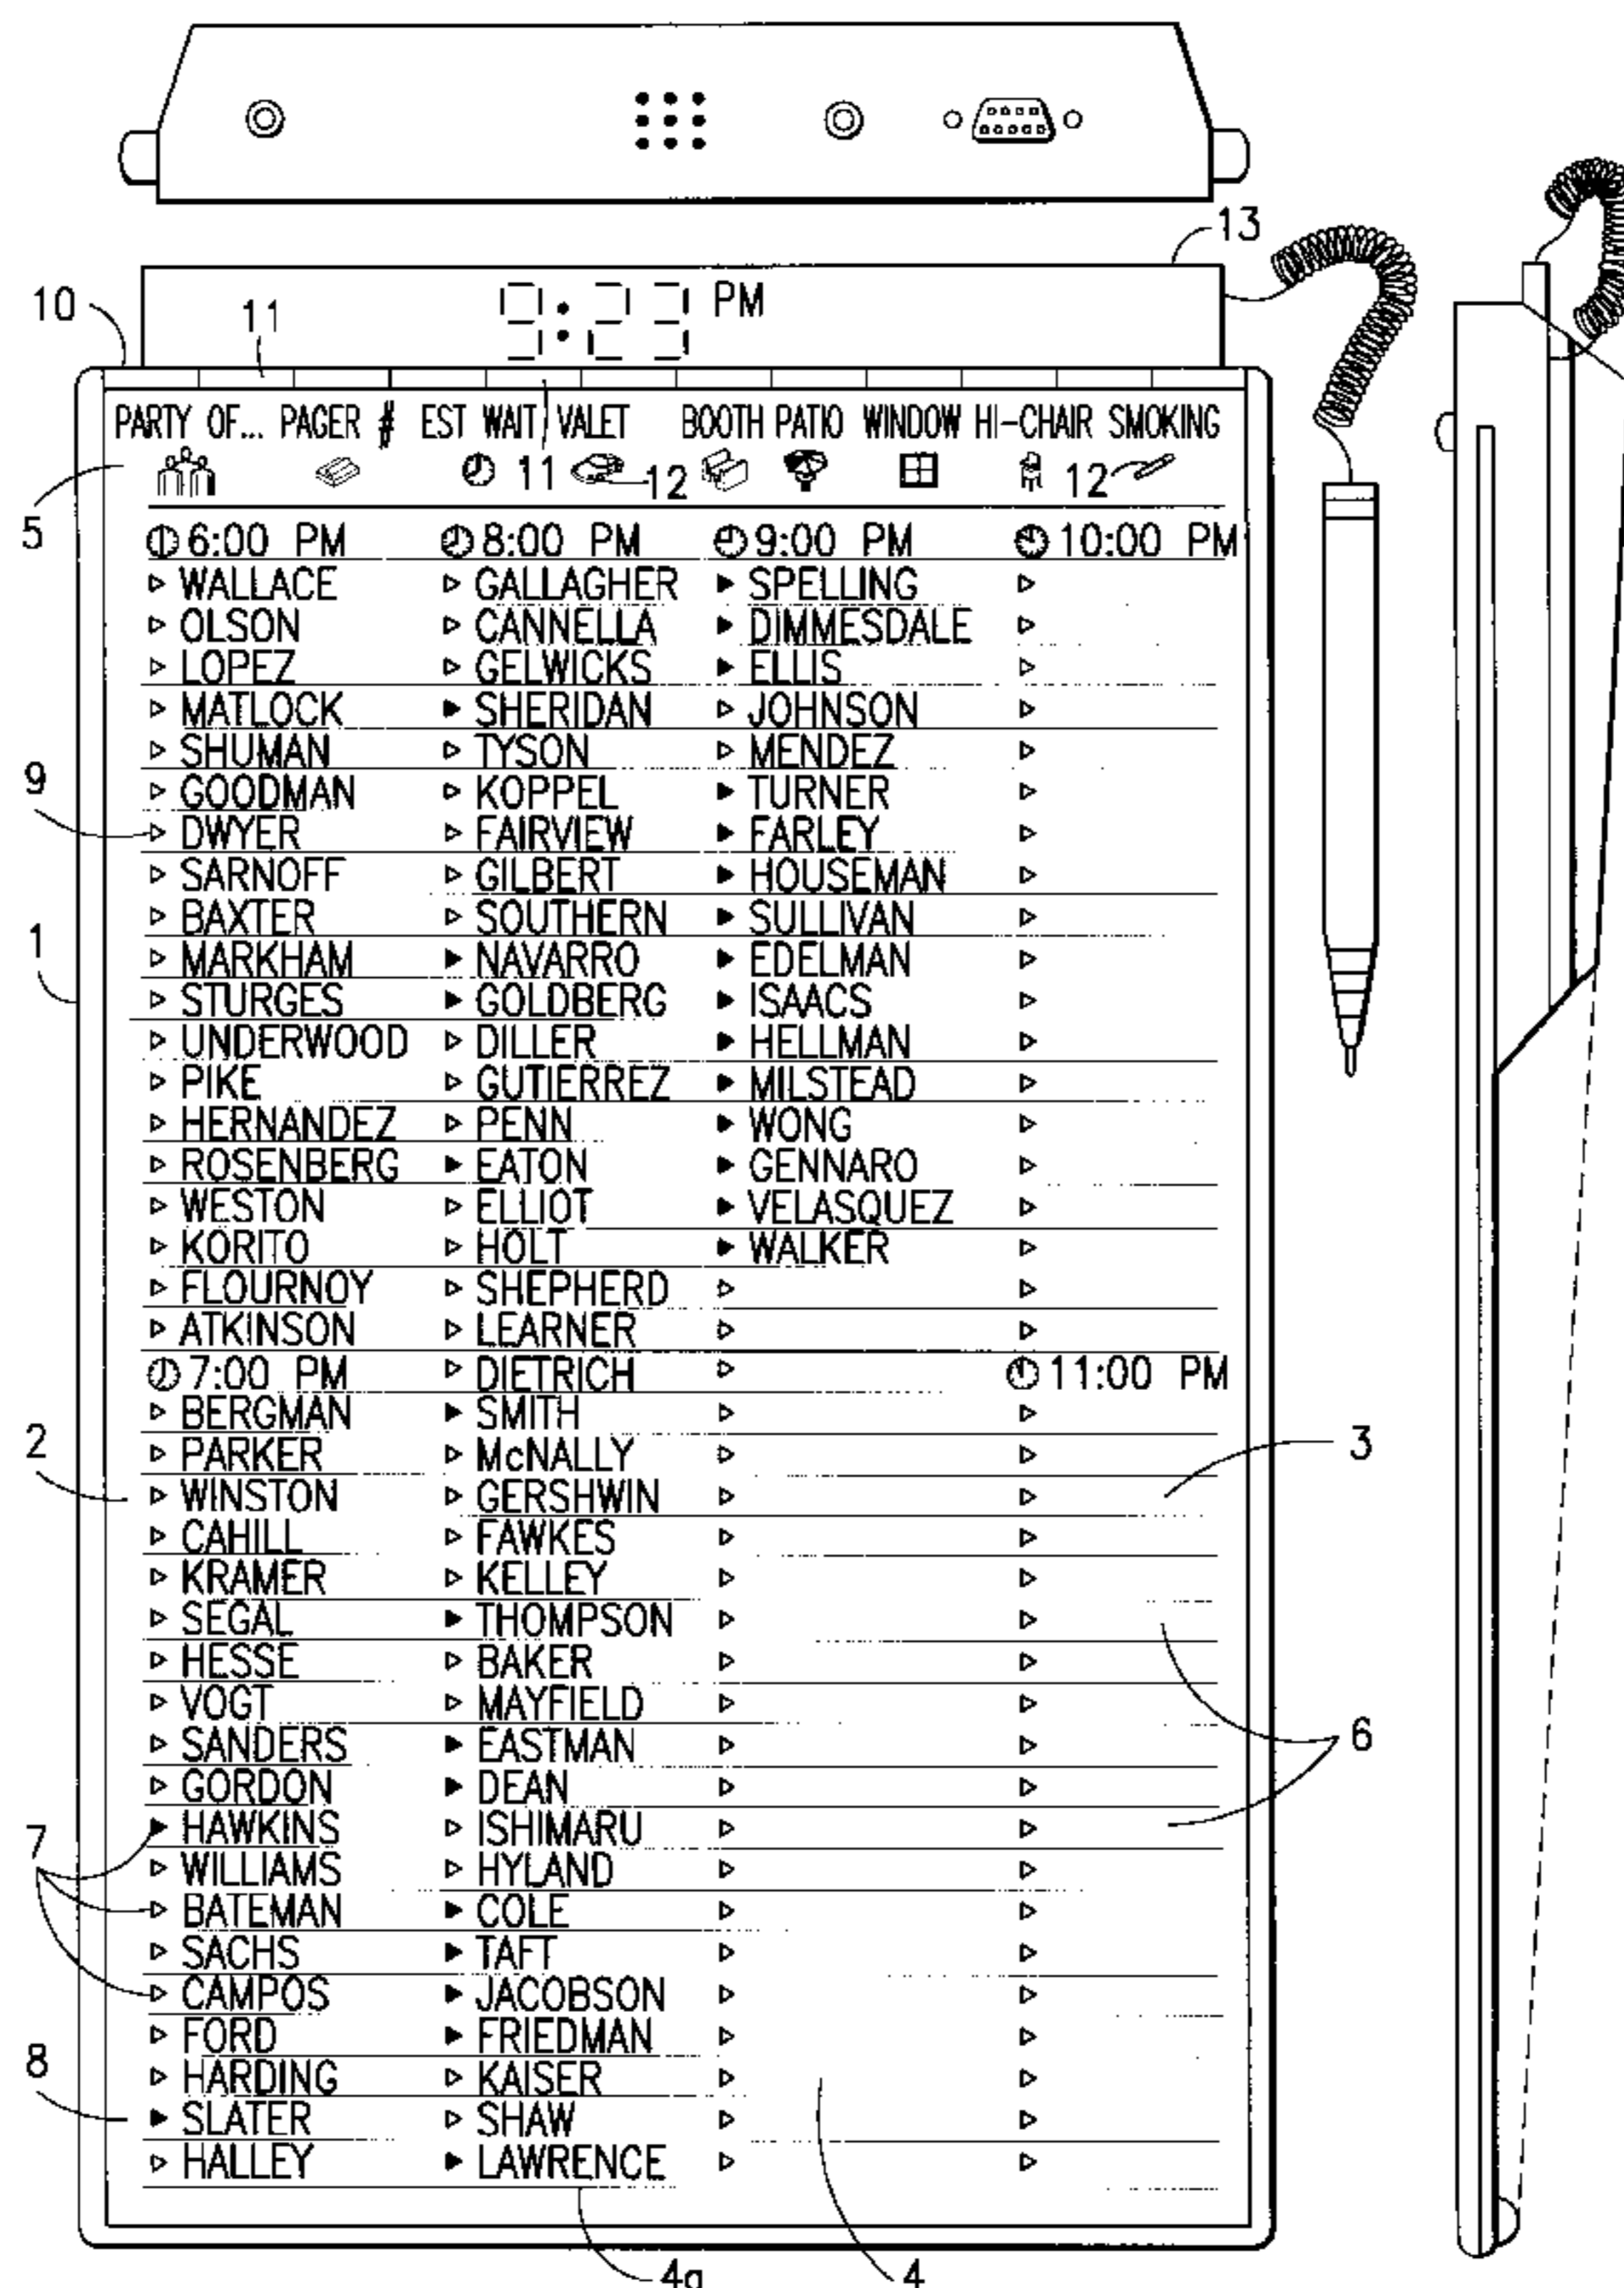 13
10
11
9:23 PM
PARTY OF... PAGER # EST WAIT VALET BOOTH PATIO WINDOW HI-CHAIR SMOKING
11 12 12
5
6:00 PM 8:00 PM 9:00 PM 10:00 PM
WALLACE GALLAGHER SPELLING
OLSON CANNELLA DIMMESDALE
LOPEZ GELWICKS ELLIS
MATLOCK SHERIDAN JOHNSON
SHUMAN TYSON MENDEZ
9
GOODMAN KOPPEL TURNER
DWYER FAIRVIEW FARLEY
SARNOFF GILBERT HOUSEMAN
BAXTER SOUTHERN SULLIVAN
1
MARKHAM NAVARRO EDELMAN
STURGES GOLDBERG ISAACS
UNDERWOOD DILLER HELLMAN
PIKE GUTIERREZ MILSTEAD
HERNANDEZ PENN WONG
ROSENBERG EATON GENNARO
WESTON ELLIOT VELASQUEZ
KORITO HOLT WALKER
FLOURNOY SHEPHERD
ATKINSON LEARNER
7:00 PM DIETRICH 11:00 PM
BERGMAN SMITH
2 PARKER McNALLY 3
WINSTON GERSHWIN
CAHILL FAWKES
KRAMER KELLEY
SEGAL THOMPSON
HESSE BAKER
VOGT MAYFIELD
SANDERS EASTMAN 6
GORDON DEAN
7 HAWKINS ISHIMARU
WILLIAMS HYLAND
BATEMAN COLE
SACHS TAFT
CAMPOS JACOBSON
FORD FRIEDMAN
8 HARDING KAISER
SLATER SHAW
HALLEY LAWRENCE
4a 4